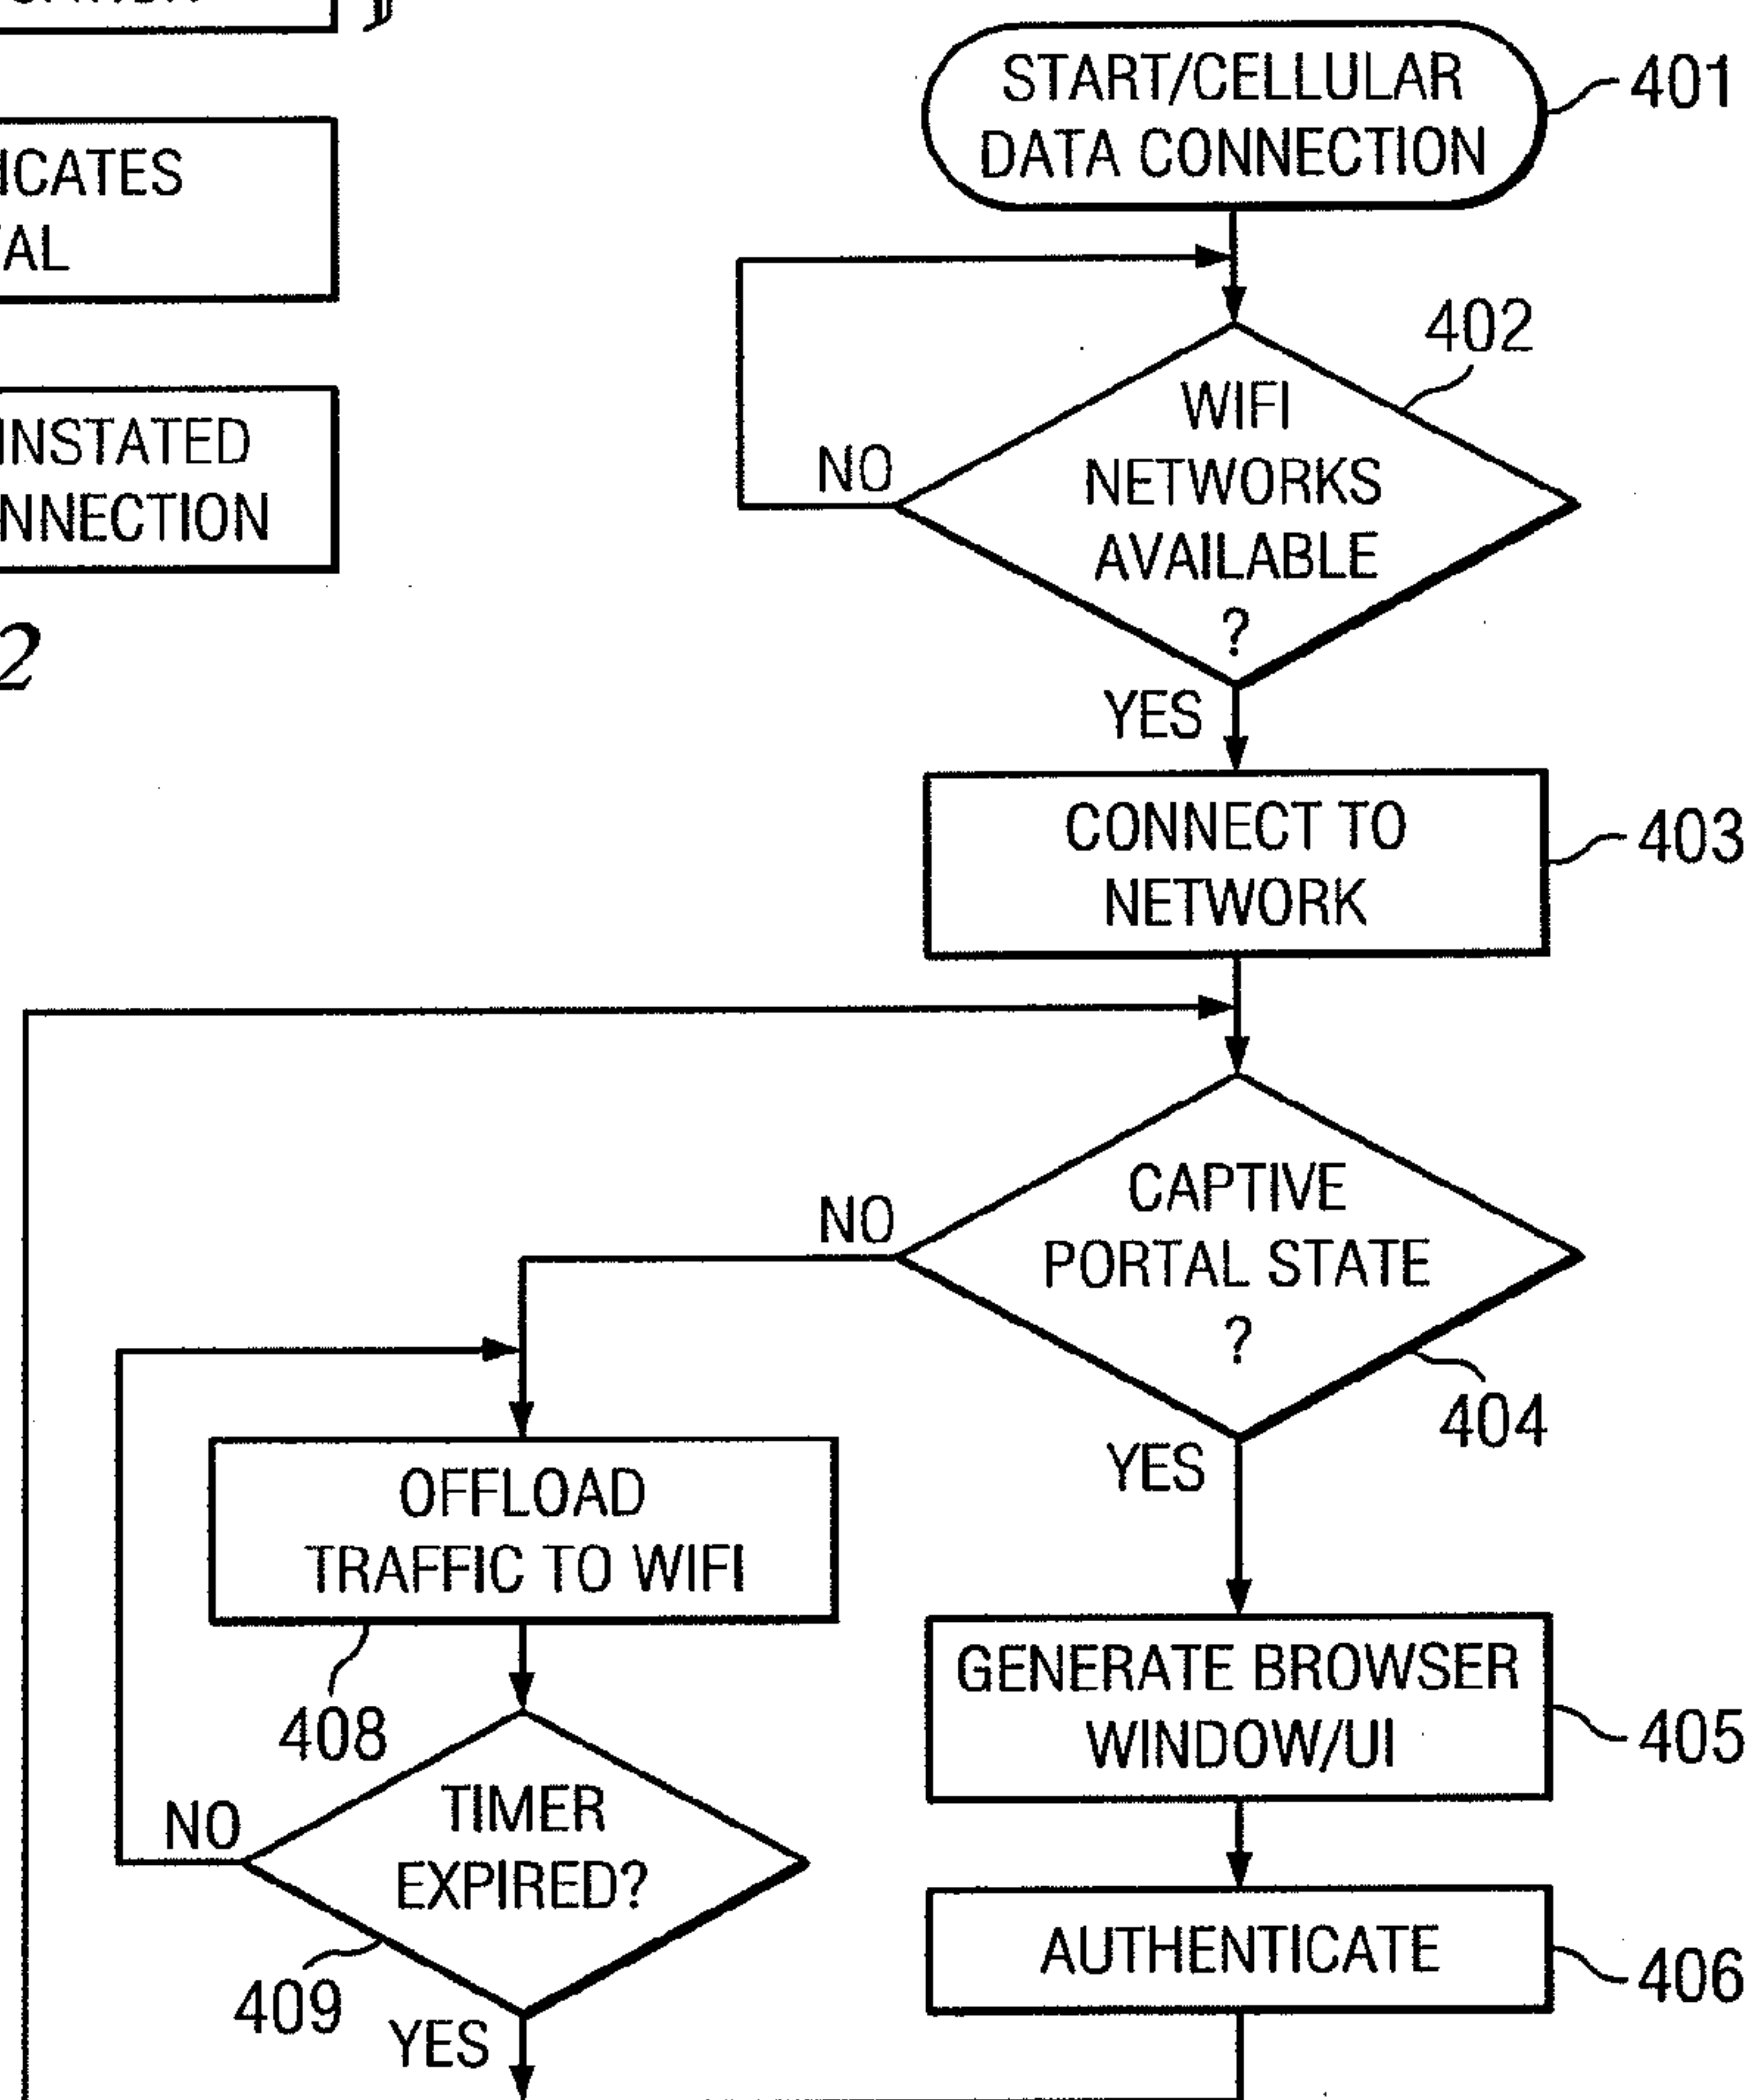 ICATES
TAL
INSTATED
NNECTION
2
START/CELLULAR
DATA CONNECTION
401
402
WIFI
NETWORKS
AVAILABLE
?
NO
YES
CONNECT TO
NETWORK
403
CAPTIVE
PORTAL STATE
?
NO
404
YES
OFFLOAD
TRAFFIC TO WIFI
408
TIMER
EXPIRED?
NO
409
YES
GENERATE BROWSER
WINDOW/UI
405
AUTHENTICATE
406